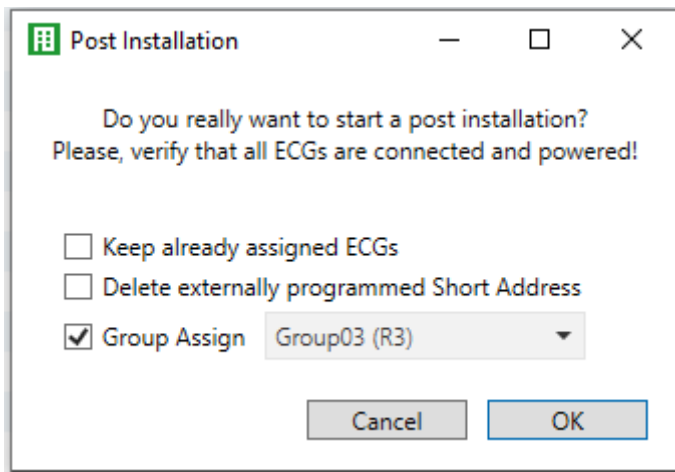 Post Installation
Do you really want to start a post installation?
Please, verify that all ECGs are connected and powered!
Keep already assigned ECGs
Delete externally programmed Short Address
Group Assign Group03 (R3)
Cancel OK